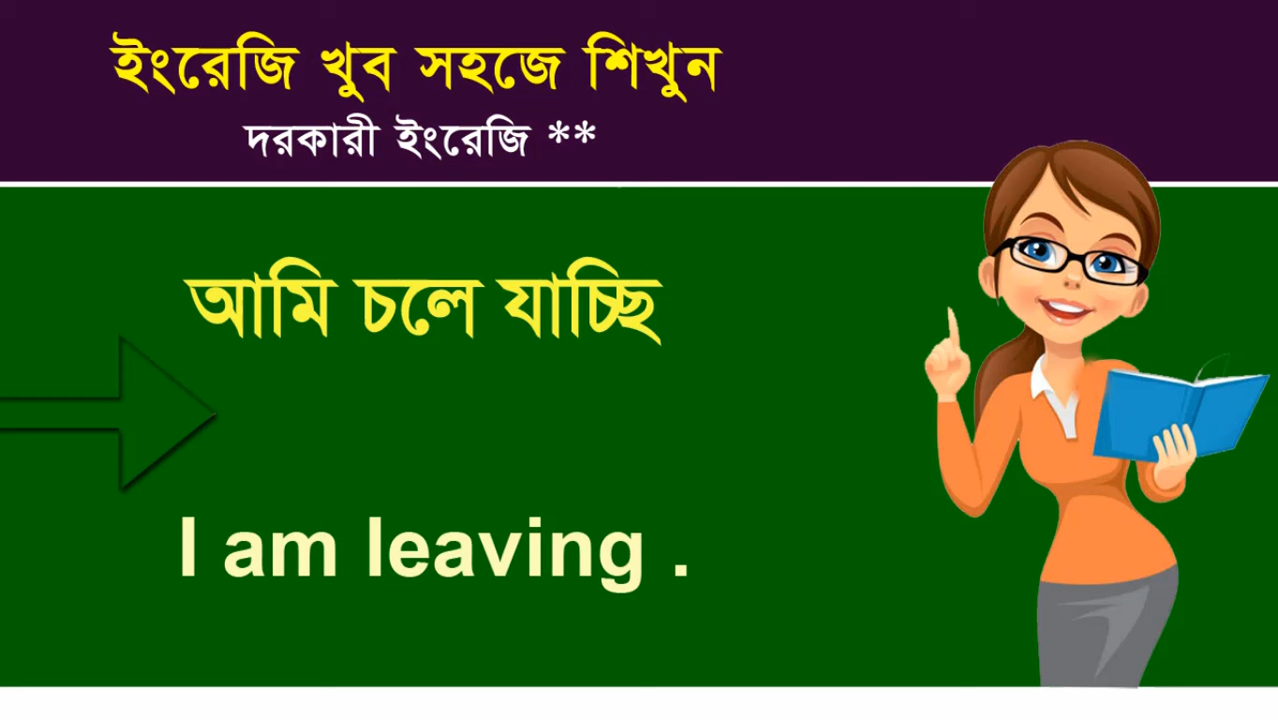 ইংরেজি খুব সহজে শিখুন
দরকারী ইংরেজি **
আমি চলে যাচ্ছি
I am leaving .